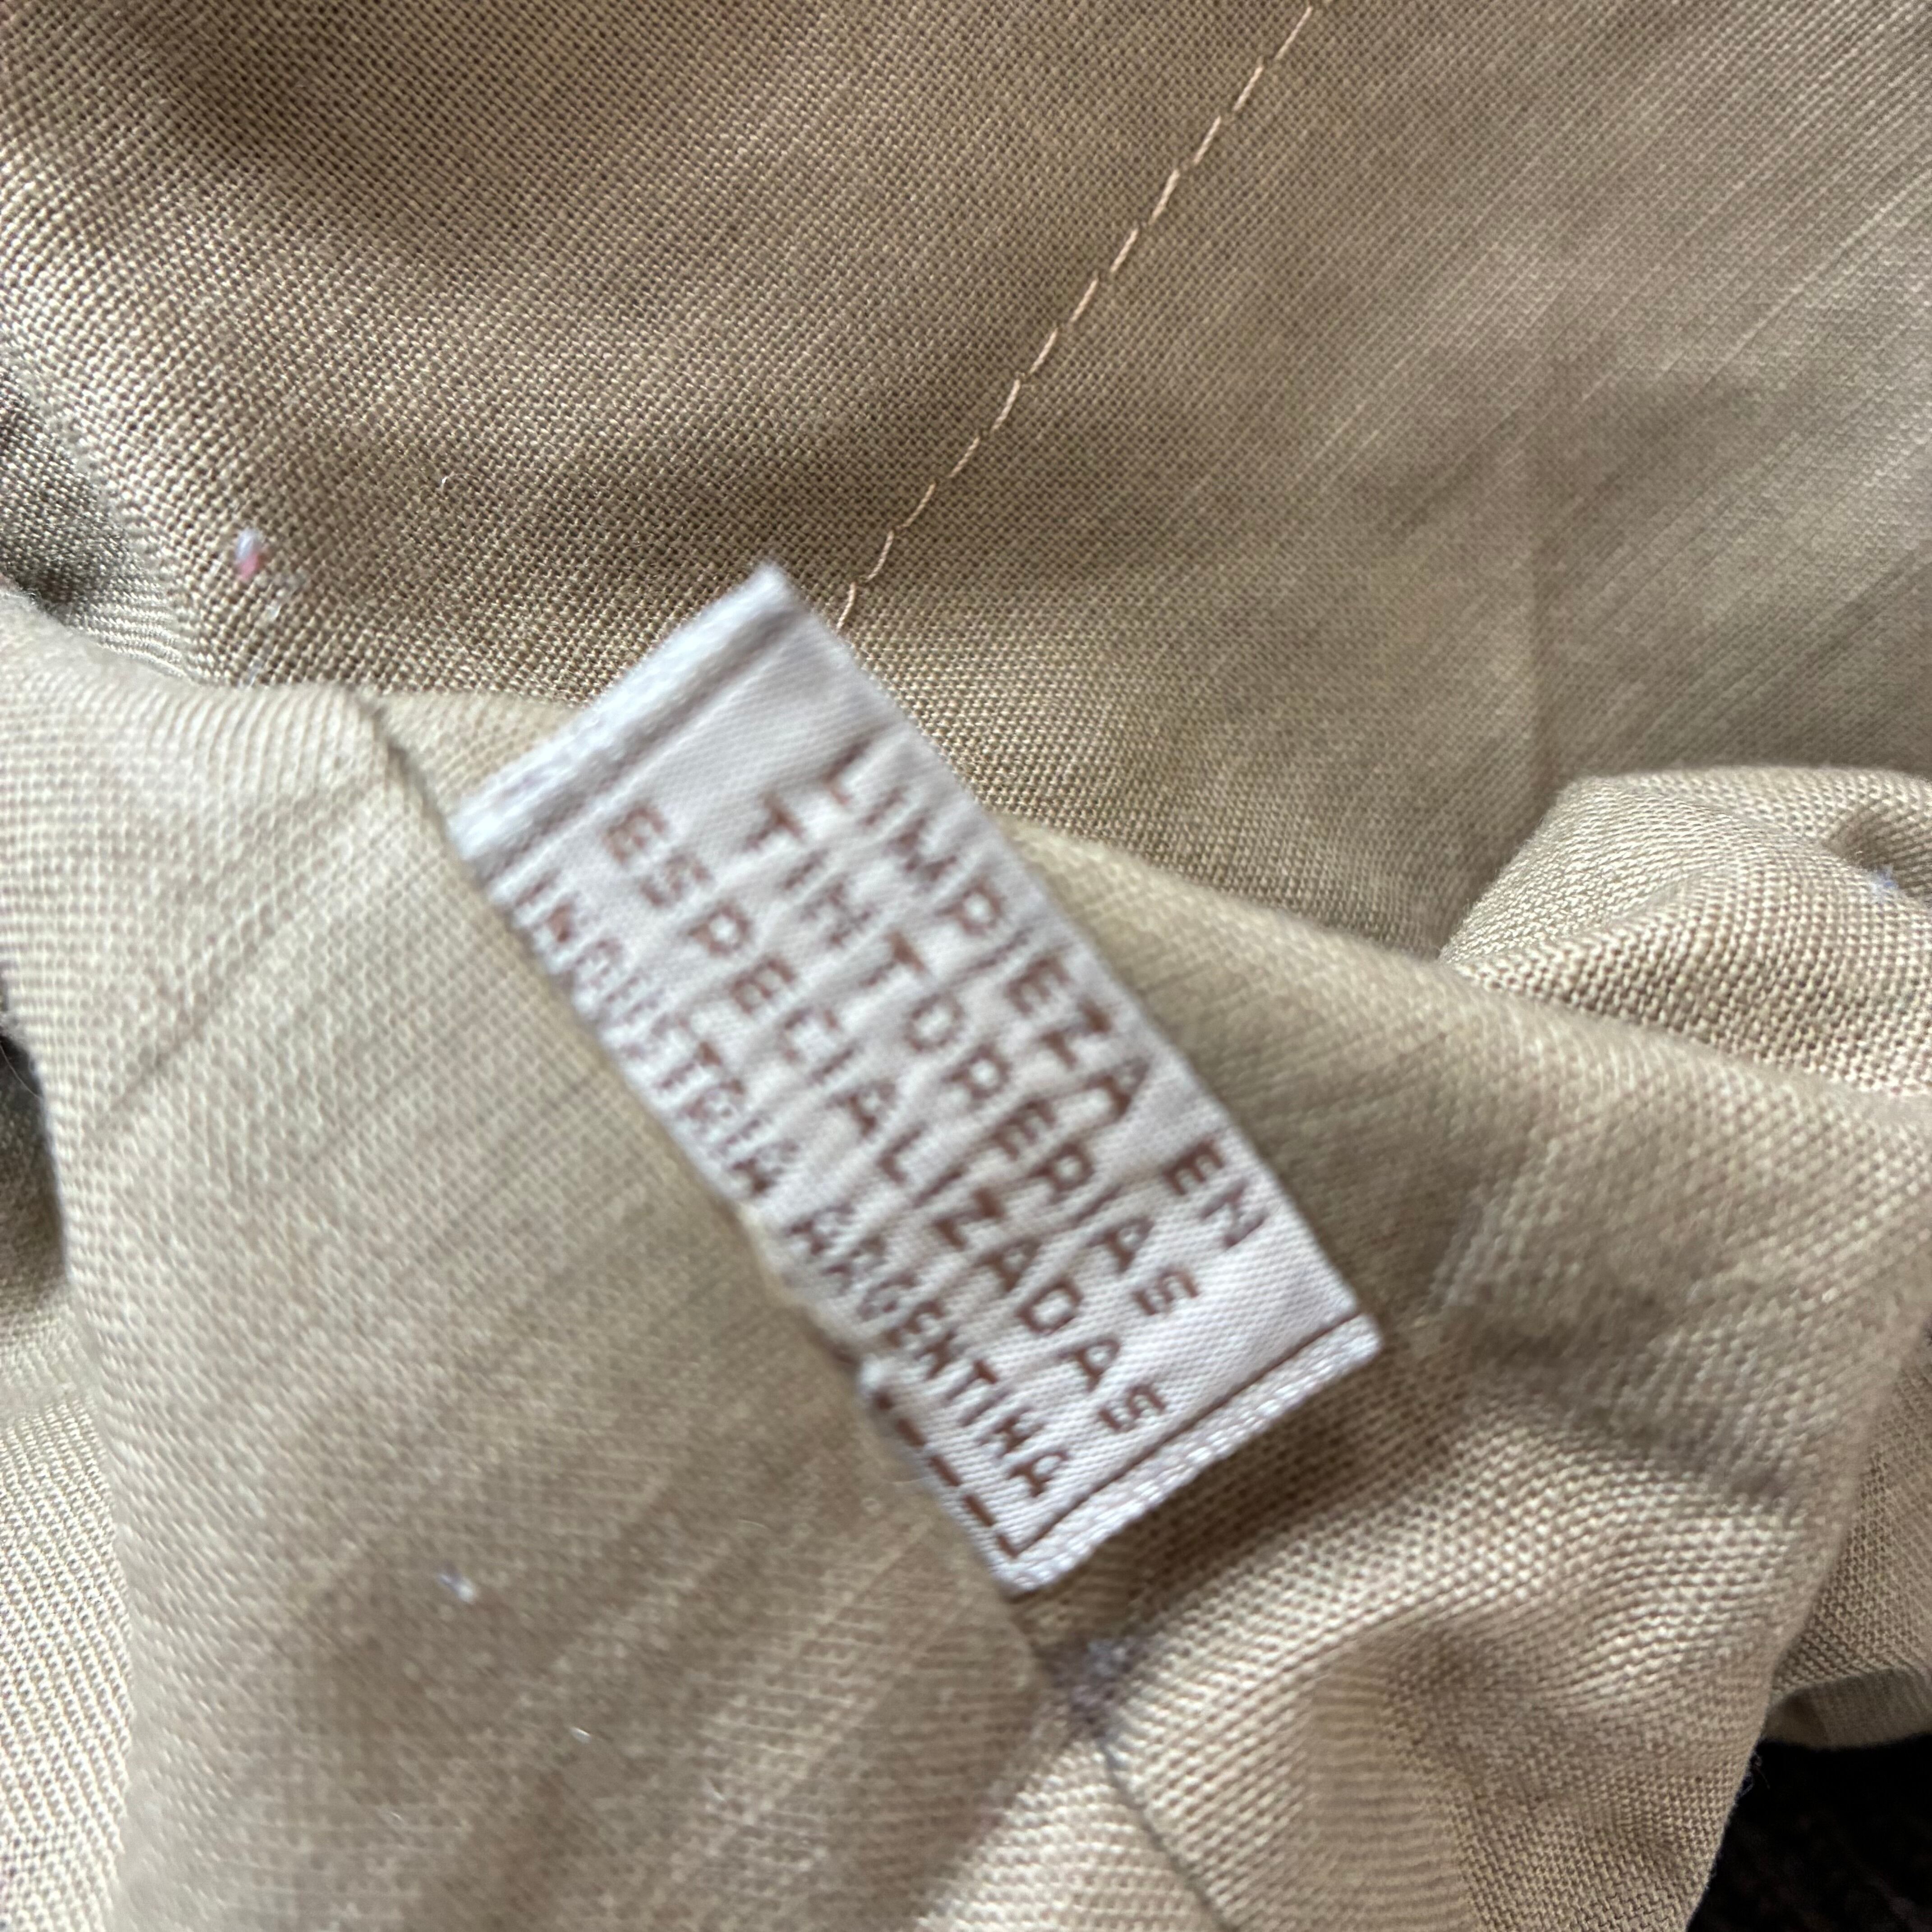 LIMPIEZA EN
TINTORERIAS
ESPECIALIZADAS
INDUSTRIA ARGENTINA